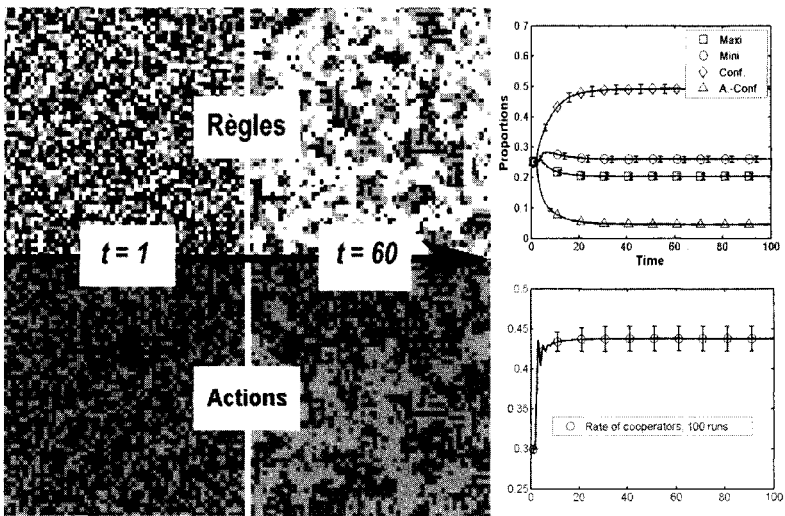 Règles
t = 1
t = 60
Actions
0.7
0.6
0.5
0.4
0.3
0.2
0.1
0
Proportions
Maxi
Mini
Conf.
A.-Conf
0 20 40 60 80 100
Time
0.5
0.45
0.4
0.35
0.3
0.25
Rate of cooperators, 100 runs
0 20 40 60 80 100